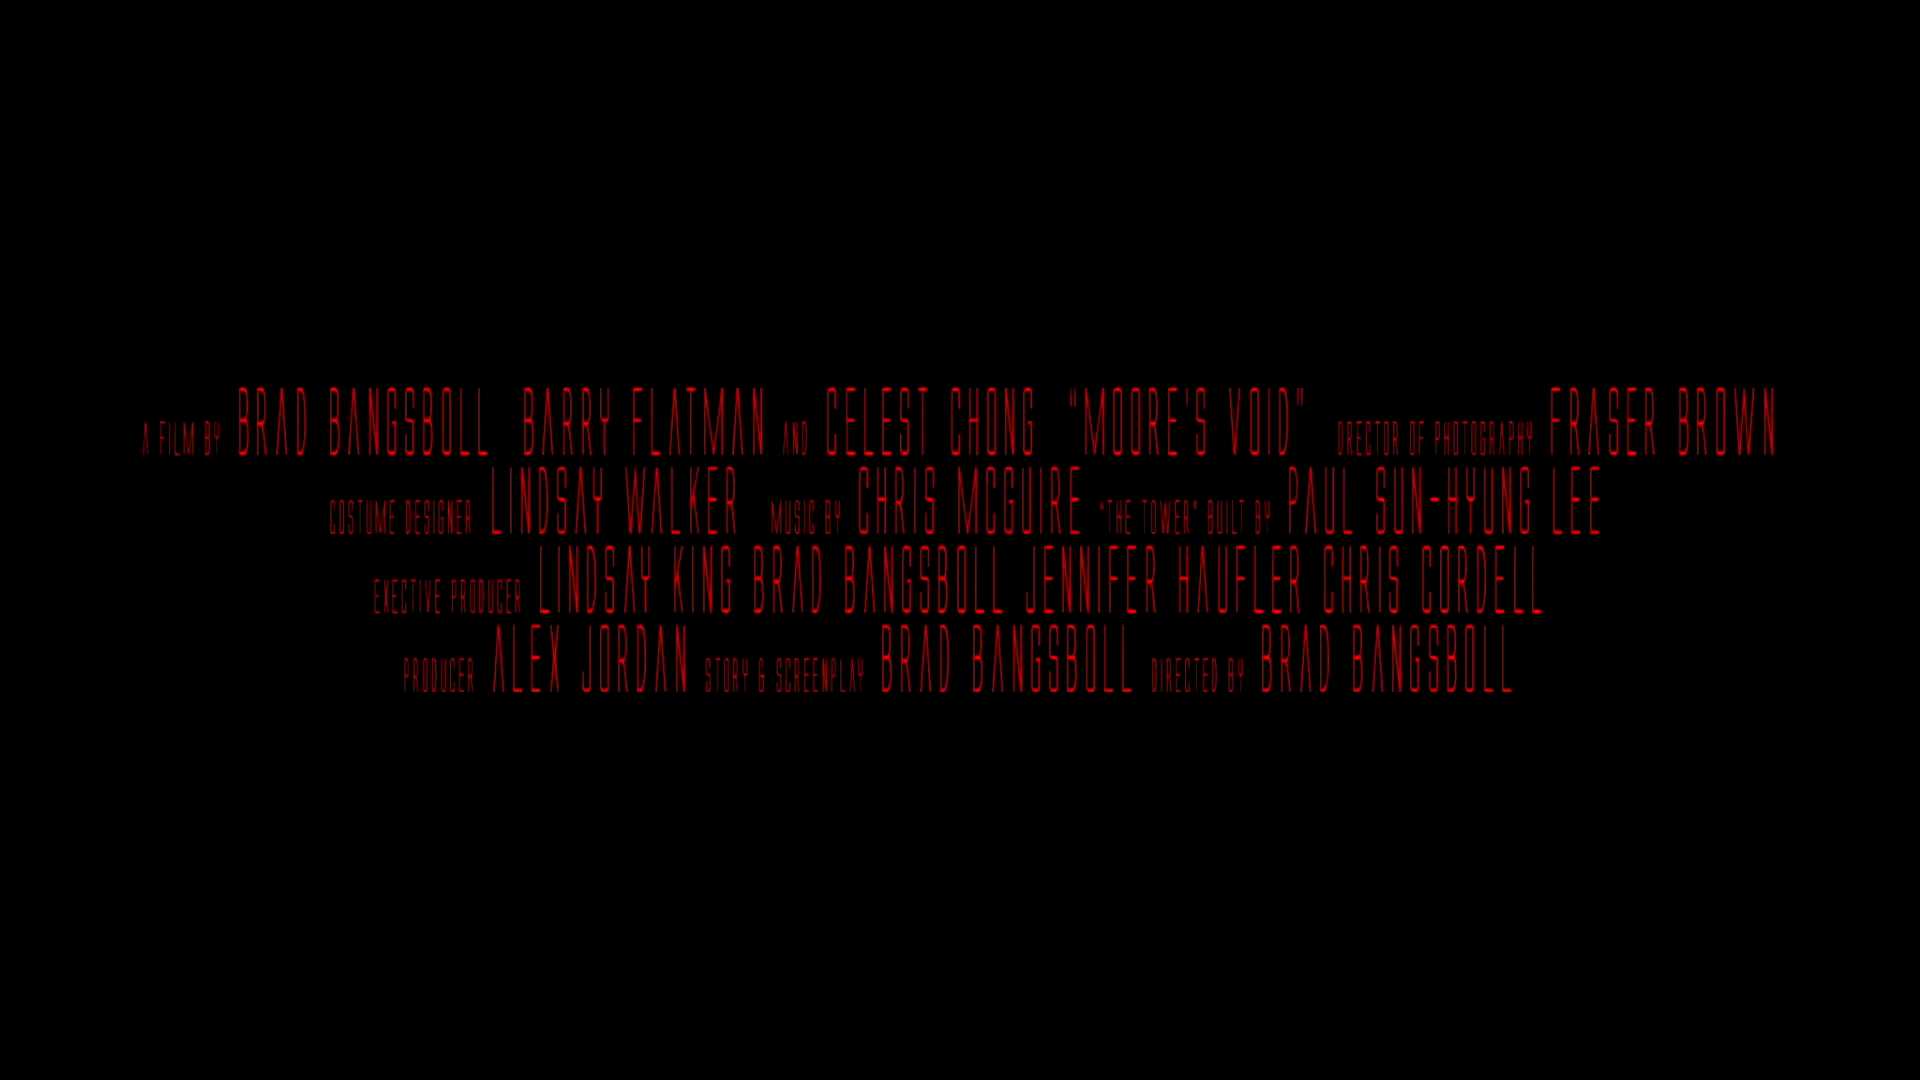 A FILM BY BRAD BANGSBOLL BARRY FLATMAN AND CELEST CHONG "MOORE'S VOID" DIRECTOR OF PHOTOGRAPHY FRASER BROWN
COSTUME DESIGNER LINDSAY WALKER MUSIC BY CHRIS MCGUIRE "THE TOWER" BUILT BY PAUL SUN-HYUNG LEE
EXECTIVE PRODUCER LINDSAY KING BRAD BANGSBOLL JENNIFER HAUFLER CHRIS CORDELL
PRODUCER ALEX JORDAN STORY & SCREENPLAY BRAD BANGSBOLL DIRECTED BY BRAD BANGSBOLL